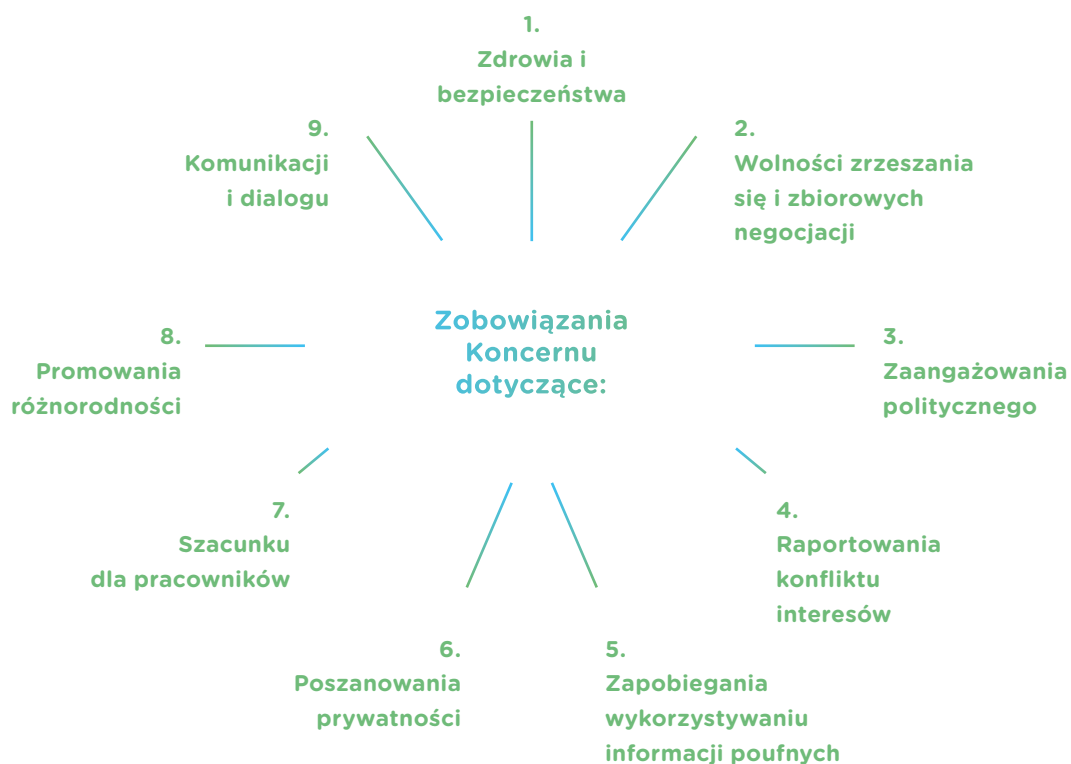 Zobowiązania
Koncernu
dotyczące:
1.
Zdrowia i
bezpieczeństwa
2.
Wolności zrzeszania
się i zbiorowych
negocjacji
3.
Zaangażowania
politycznego
4.
Raportowania
konfliktu
interesów
5.
Zapobiegania
wykorzystywaniu
informacji poufnych
6.
Poszanowania
prywatności
7.
Szacunku
dla pracowników
8.
Promowania
różnorodności
9.
Komunikacji
i dialogu